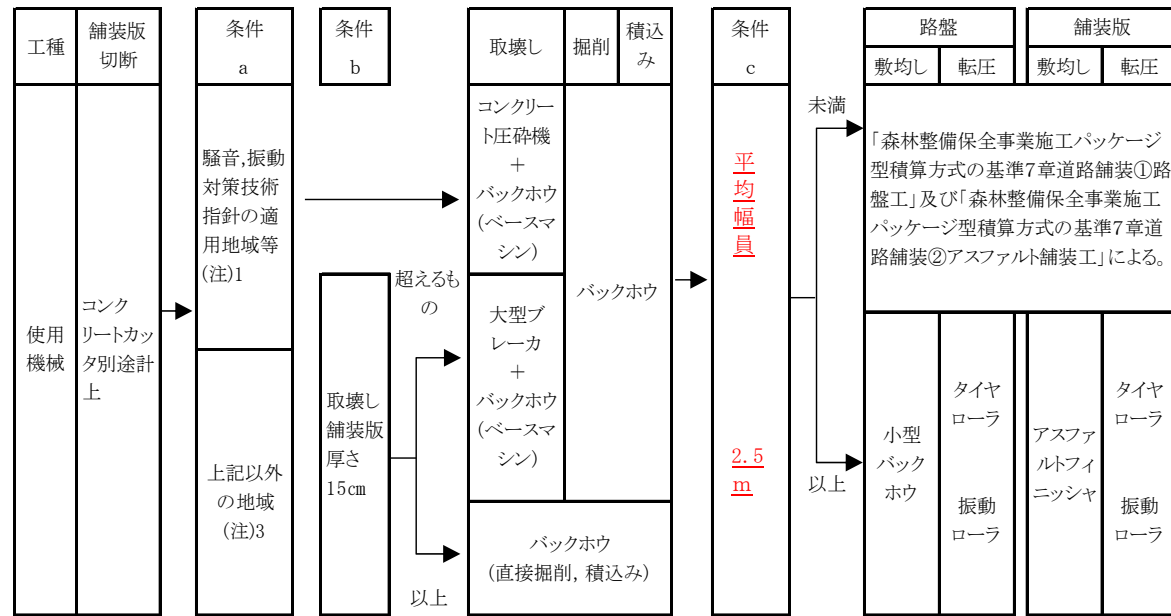 工種
舗装版
切断
条件
a
条件
b
取壊し
掘削
積込
み
条件
c
路盤
舗装版
敷均し
転圧
敷均し
転圧
使用
機械
コンク
リートカッ
タ別途計
上
騒音,振動
対策技術
指針の適
用地域等
(注)1
上記以外
の地域
(注)3
取壊し
舗装版
厚さ
15㎝
超えるも
の
以上
コンクリー
ト圧砕機
+
バックホウ
(ベースマ
シン)
大型ブ
レーカ
+
バックホウ
(ベースマ
シン)
バックホウ
バックホウ
(直接掘削, 積込み)
平
均
幅
員
2.5
m
未満
以上
「森林整備保全事業施工パッケージ
型積算方式の基準7章道路舗装①路
盤工」及び「森林整備保全事業施工
パッケージ型積算方式の基準7章道
路舗装②アスファルト舗装工」による。
小型
バック
ホウ
タイヤ
ローラ
振動
ローラ
アスファ
ルトフィ
ニッシャ
タイヤ
ローラ
振動
ローラ